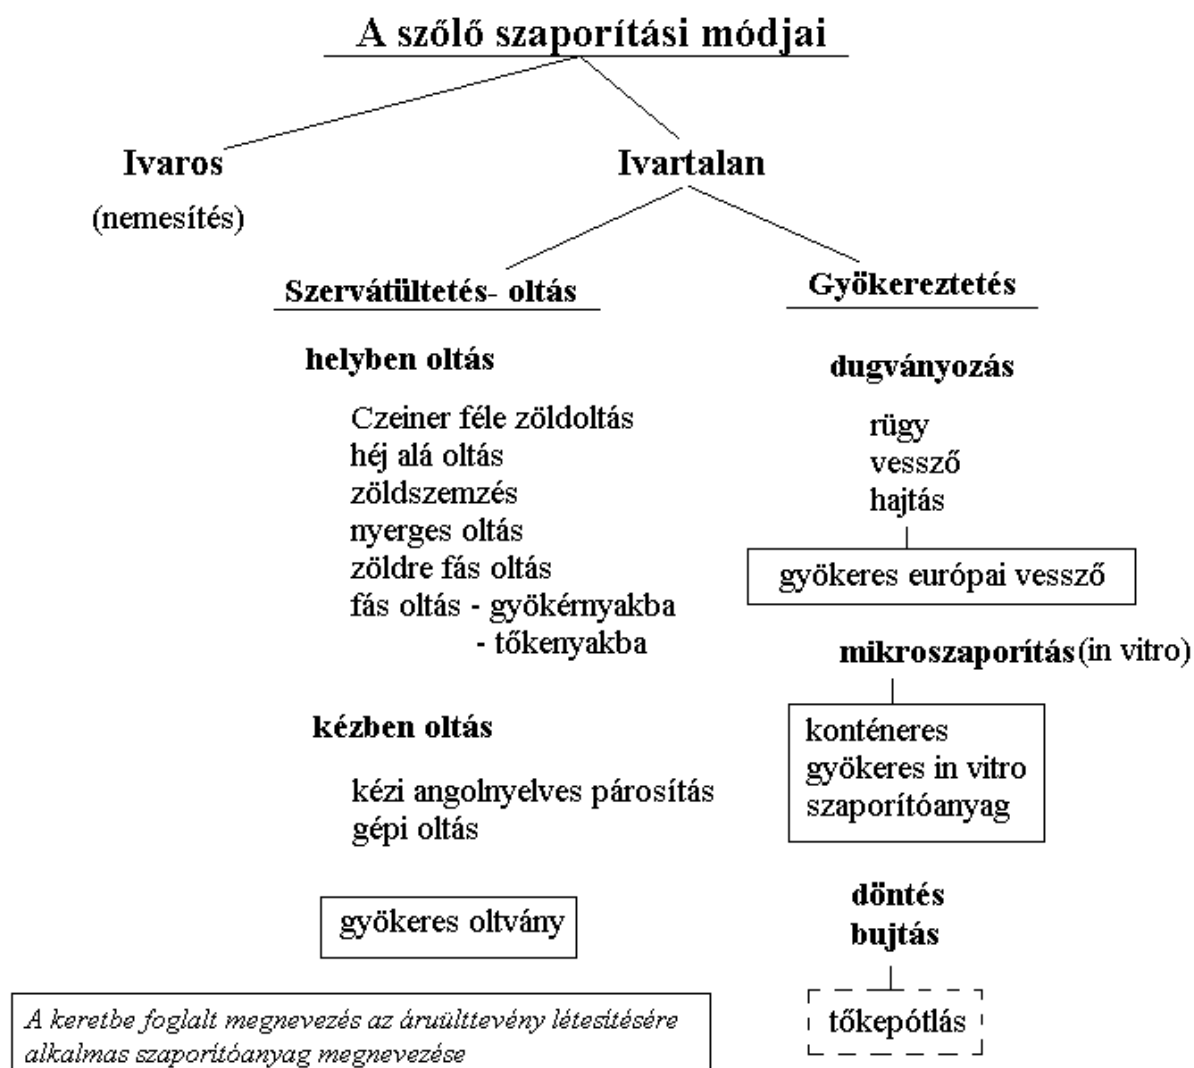 A szőlő szaporítási módjai
Ivaros
(nemesítés)
Ivartalan
Szervátültetés- oltás
helyben oltás
Czeiner féle zöldoltás
héj alá oltás
zöldszemzés
nyerges oltás
zöldre fás oltás
fás oltás - gyökérnyakba
- tőkenyakba
kézben oltás
kézi angolnyelves párosítás
gépi oltás
gyökeres oltvány
Gyökereztetés
dugványozás
rügy
vessző
hajtás
gyökeres európai vessző
mikroszaporítás(in vitro)
konténeres
gyökeres in vitro
szaporítóanyag
döntés
bujtás
tőkepótlás
A keretbe foglalt megnevezés az áruülttevény létesítésére
alkalmas szaporítóanyag megnevezése